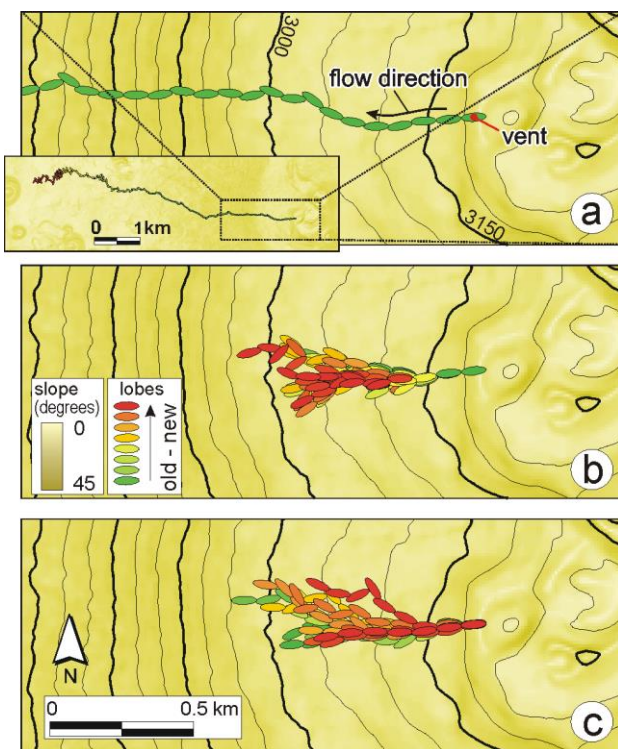 3000
flow direction
vent
0 1km
3150
a
slope
(degrees)
0
45
lobes
old - new
b
N
0 0.5 km
c